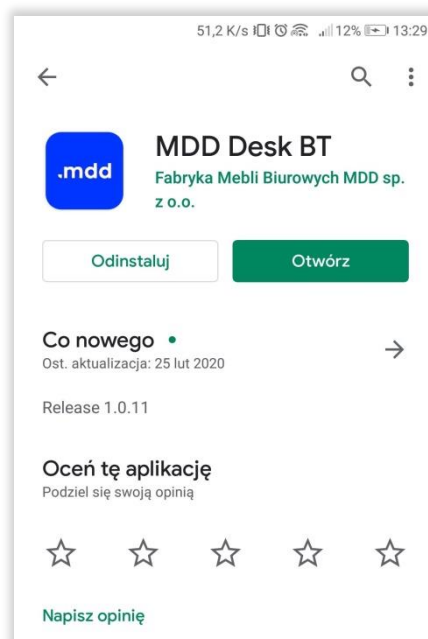 51,2 K/s 12% 13:29
.mdd
MDD Desk BT
Fabryka Mebli Biurowych MDD sp.
z o.o.
Odinstaluj
Otwórz
Co nowego
Ost. aktualizacja: 25 lut 2020
Release 1.0.11
Oceń tę aplikację
Podziel się swoją opinią
Napisz opinię